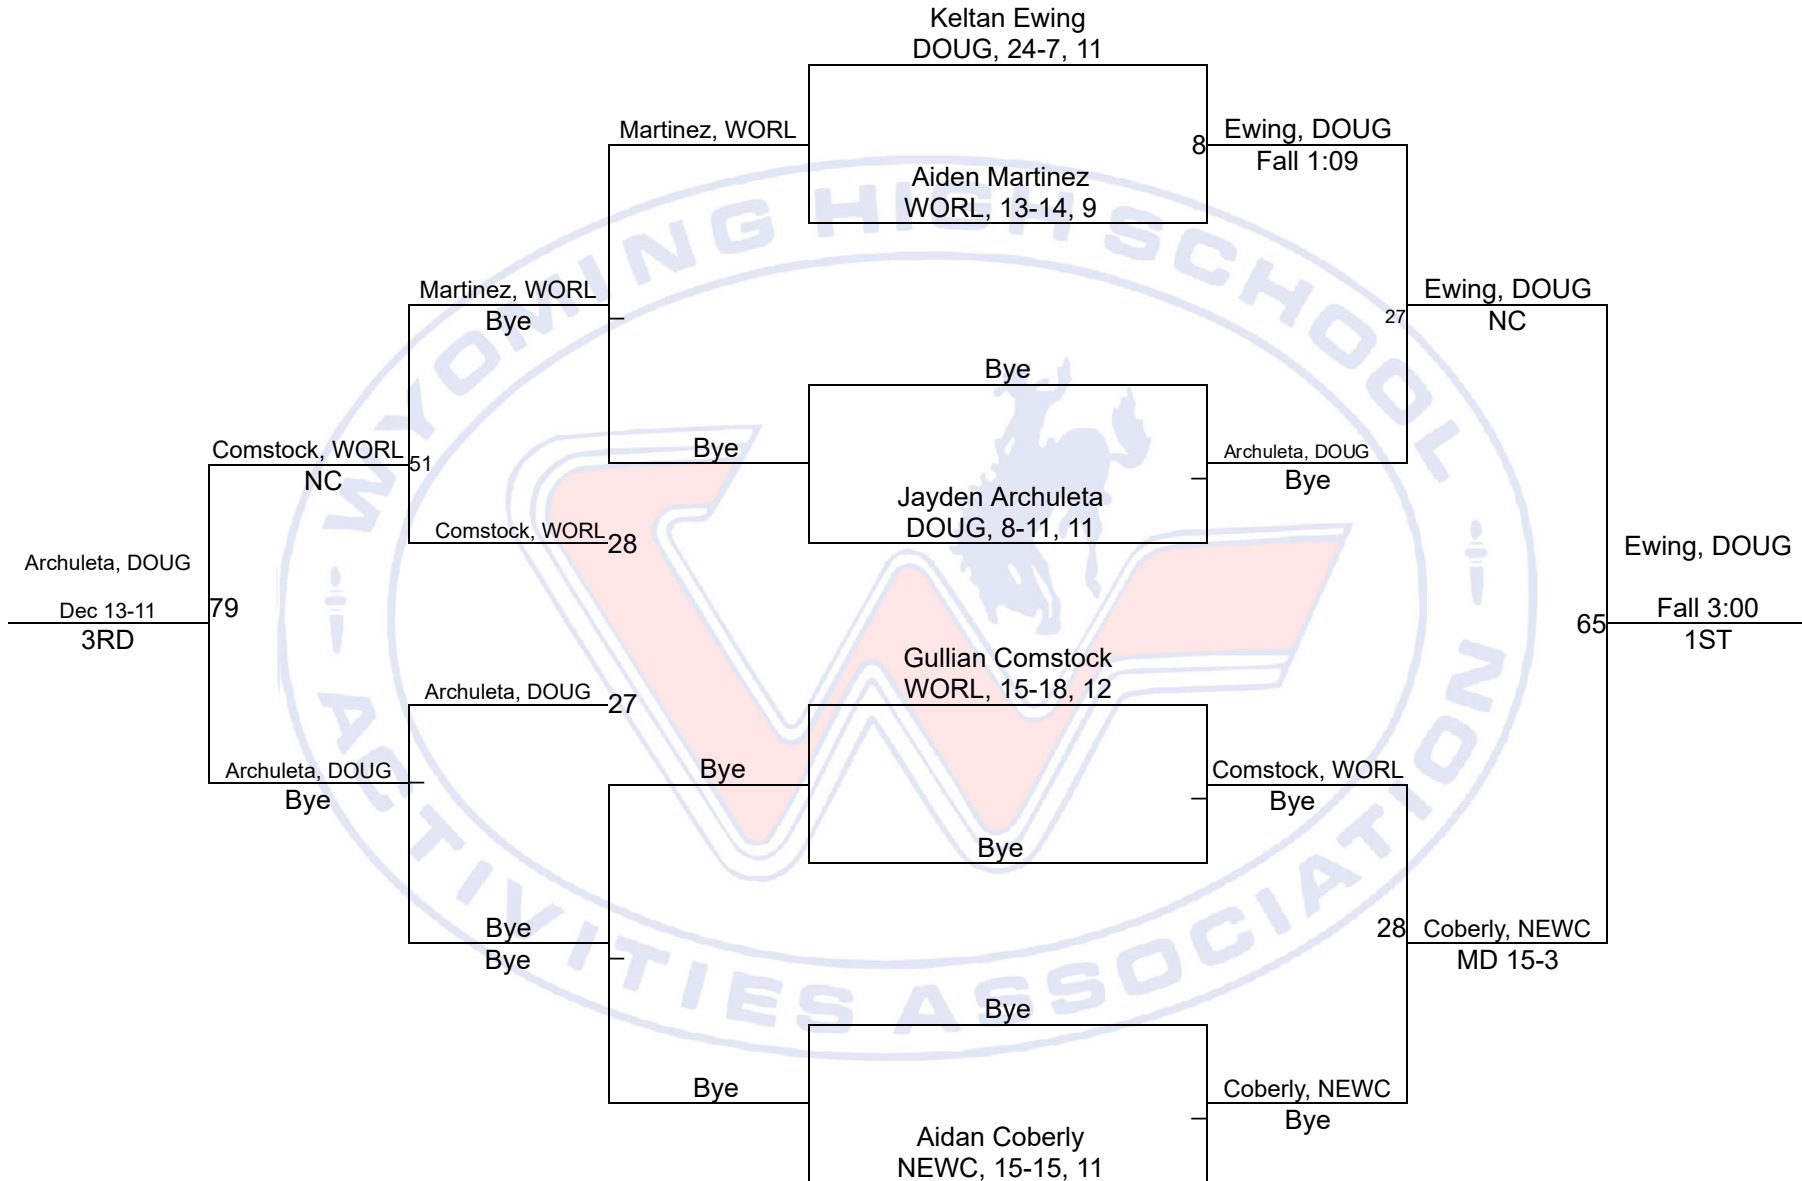 Keltan Ewing
DOUG, 24-7, 11
Martinez, WORL
8
Ewing, DOUG
Fall 1:09
Aiden Martinez
WORL, 13-14, 9
Martinez, WORL
Bye
27
Ewing, DOUG
NC
Bye
Comstock, WORL
NC
51
Bye
Archuleta, DOUG
Bye
Jayden Archuleta
DOUG, 8-11, 11
Comstock, WORL
28
Archuleta, DOUG
Dec 13-11
3RD
79
Ewing, DOUG
Fall 3:00
1ST
65
Gullian Comstock
WORL, 15-18, 12
Archuleta, DOUG
27
Archuleta, DOUG
Bye
Bye
Comstock, WORL
Bye
Bye
Bye
Bye
28
Coberly, NEWC
MD 15-3
Bye
Bye
Coberly, NEWC
Bye
Aidan Coberly
NEWC, 15-15, 11
WYOMING HIGH SCHOOL
ACTIVITIES ASSOCIATION